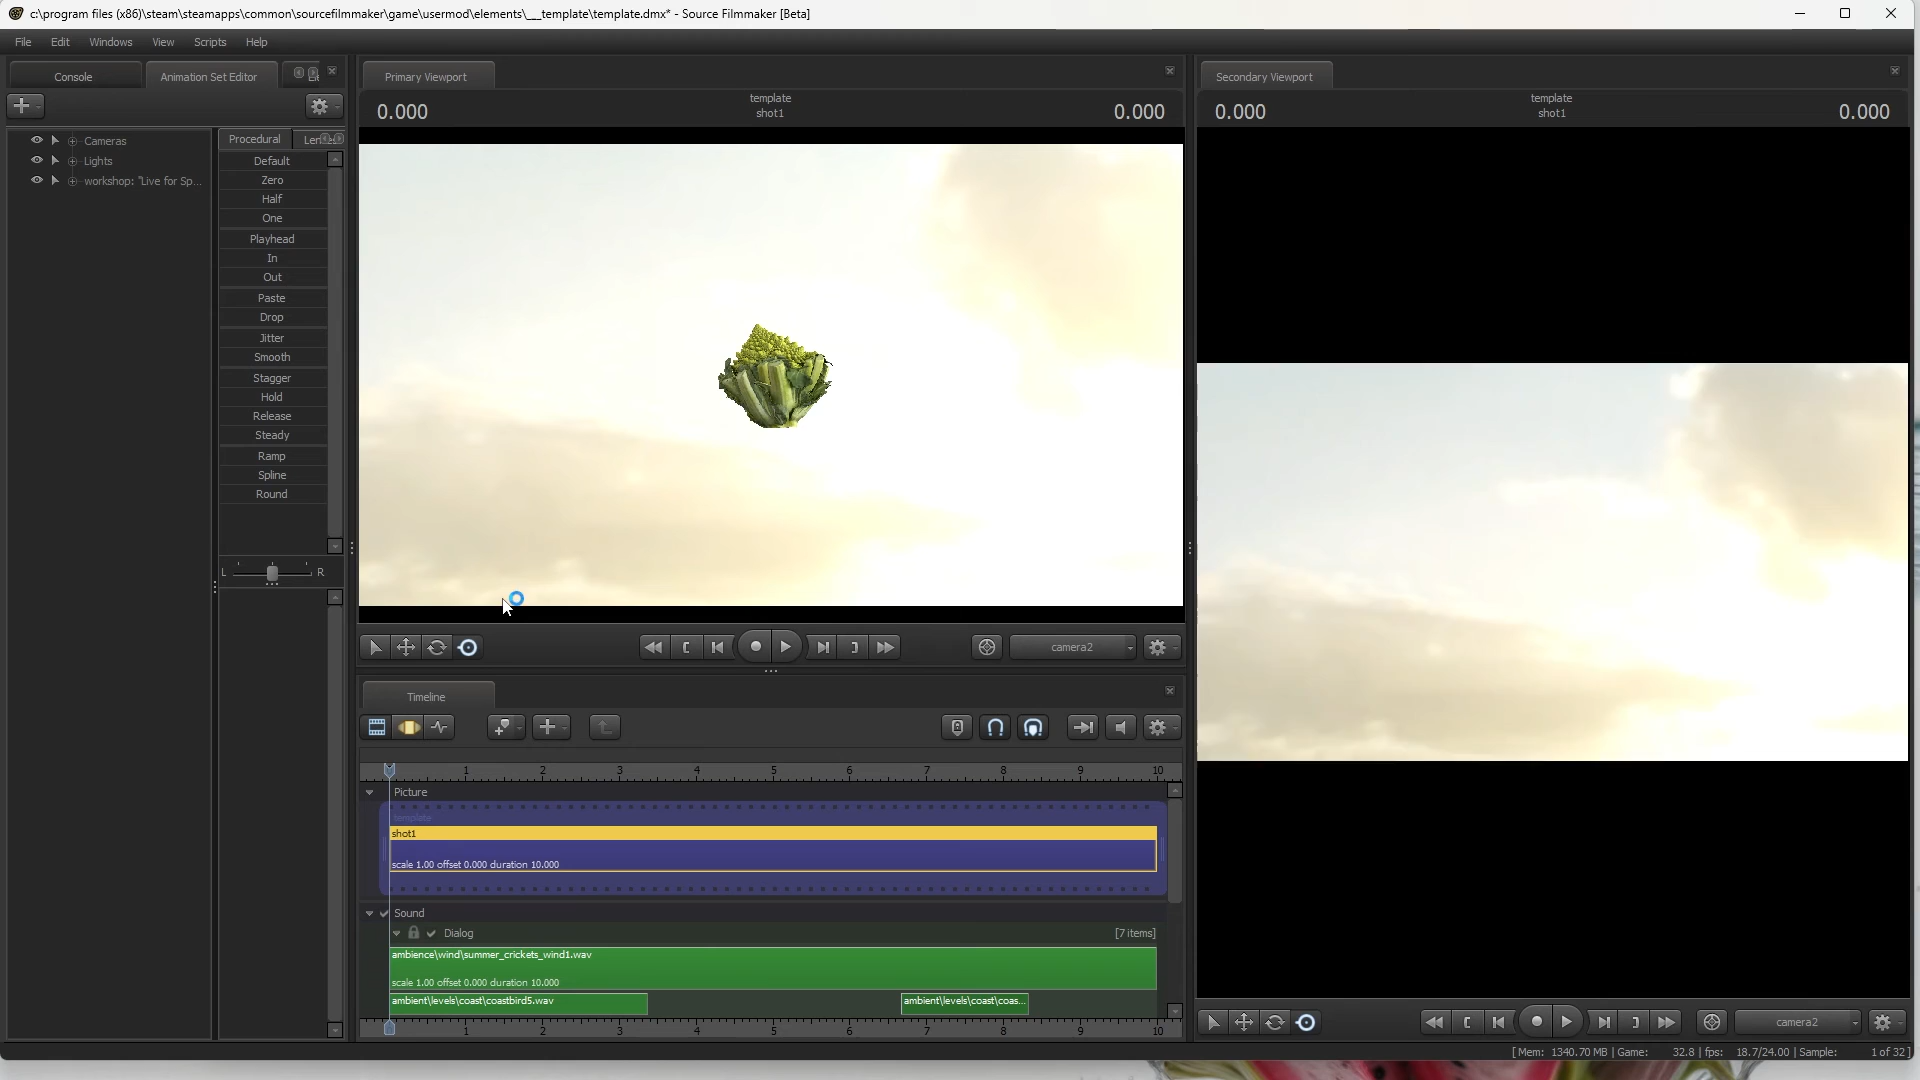 c:\program files (x86)\steam\steamapps\common\sourcefilmmaker\game\usermod\elements\__template\template.dmx* - Source Filmmaker [Beta]
File Edit Windows View Scripts Help
Console
Animation Set Editor
Primary Viewport
Secondary Viewport
0.000
template
shot1
0.000
0.000
template
shot1
0.000
Cameras
Lights
workshop: "Live for Sp...
Procedural
Default
Zero
Half
One
Playhead
In
Out
Paste
Drop
Jitter
Smooth
Stagger
Hold
Release
Steady
Ramp
Spline
Round
L
R
camera2
Timeline
1 2 3 4 5 6 7 8 9 10
Picture
template
shot1
scale 1.00 offset 0.000 duration 10.000
Sound
Dialog
[7 items]
ambience\wind\summer_crickets_wind1.wav
scale 1.00 offset 0.000 duration 10.000
ambient\levels\coast\coastbird5.wav
ambient\levels\coast\coas...
1 2 3 4 5 6 7 8 9 10
camera2
[ Mem: 1340.70 MB | Game: 32.8 | fps: 18.7/24.00 | Sample: 1 of 32 ]